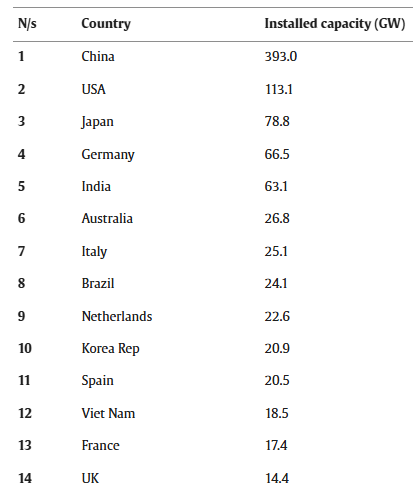 N/s Country Installed capacity (GW)
1 China 393.0
2 USA 113.1
3 Japan 78.8
4 Germany 66.5
5 India 63.1
6 Australia 26.8
7 Italy 25.1
8 Brazil 24.1
9 Netherlands 22.6
10 Korea Rep 20.9
11 Spain 20.5
12 Viet Nam 18.5
13 France 17.4
14 UK 14.4